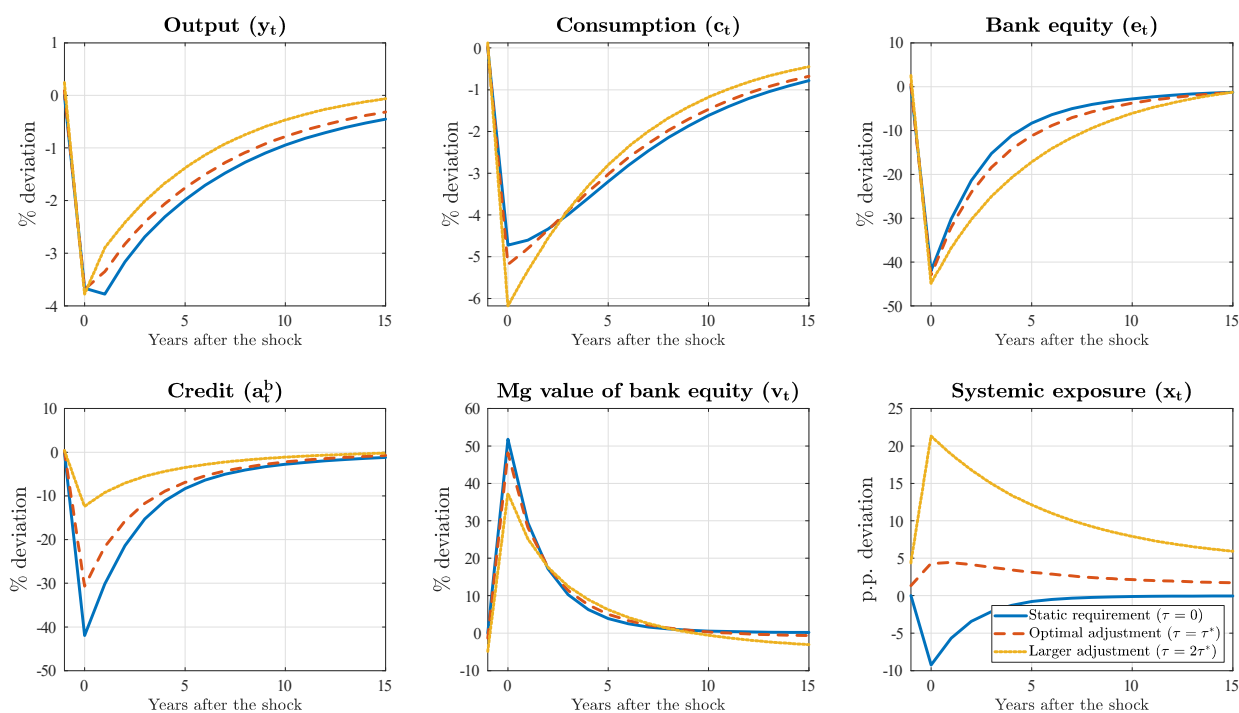 Output (y_t)
1
0
-1
-2
-3
-4
% deviation
0 5 10 15
Years after the shock
Consumption (c_t)
0
-1
-2
-3
-4
-5
-6
% deviation
0 5 10 15
Years after the shock
Bank equity (e_t)
10
0
-10
-20
-30
-40
-50
% deviation
0 5 10 15
Years after the shock
Credit (a_t^b)
10
0
-10
-20
-30
-40
-50
% deviation
0 5 10 15
Years after the shock
Mg value of bank equity (v_t)
60
50
40
30
20
10
0
-10
% deviation
0 5 10 15
Years after the shock
Systemic exposure (x_t)
25
20
15
10
5
0
-5
-10
p.p. deviation
Static requirement (τ = 0)
Optimal adjustment (τ = τ*)
Larger adjustment (τ = 2τ*)
0 5 10 15
Years after the shock